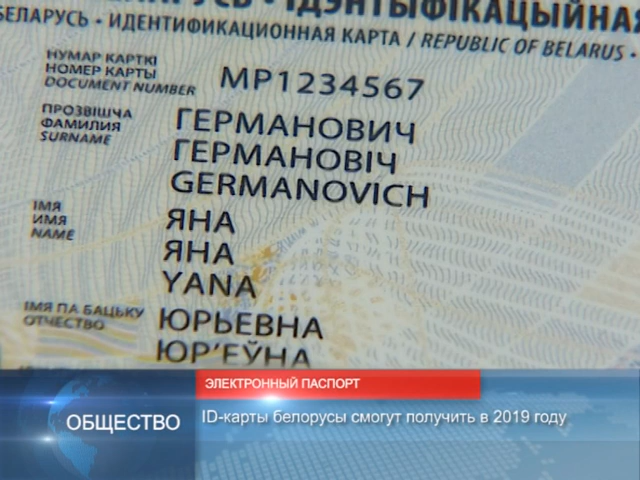 БЕЛАРУСЬ • ІДЭНТЫФІКАЦЫЙНАЯ
БЕЛАРУСЬ • ИДЕНТИФИКАЦИОННАЯ КАРТА / REPUBLIC OF BELARUS •
НУМАР КАРТКІ
НОМЕР КАРТЫ
DOCUMENT NUMBER
MP1234567
ПРОЗВІШЧА
ФАМИЛИЯ
SURNAME
ГЕРМАНОВИЧ
ГЕРМАНОВІЧ
GERMANOVICH
ІМЯ
ИМЯ
NAME
ЯНА
ЯНА
YANA
ІМЯ ПА БАЦЬКУ
ОТЧЕСТВО
ЮРЬЕВНА
ЮР'ЕЎНА
ЭЛЕКТРОННЫЙ ПАСПОРТ
ОБЩЕСТВО
ID-карты белорусы смогут получить в 2019 году